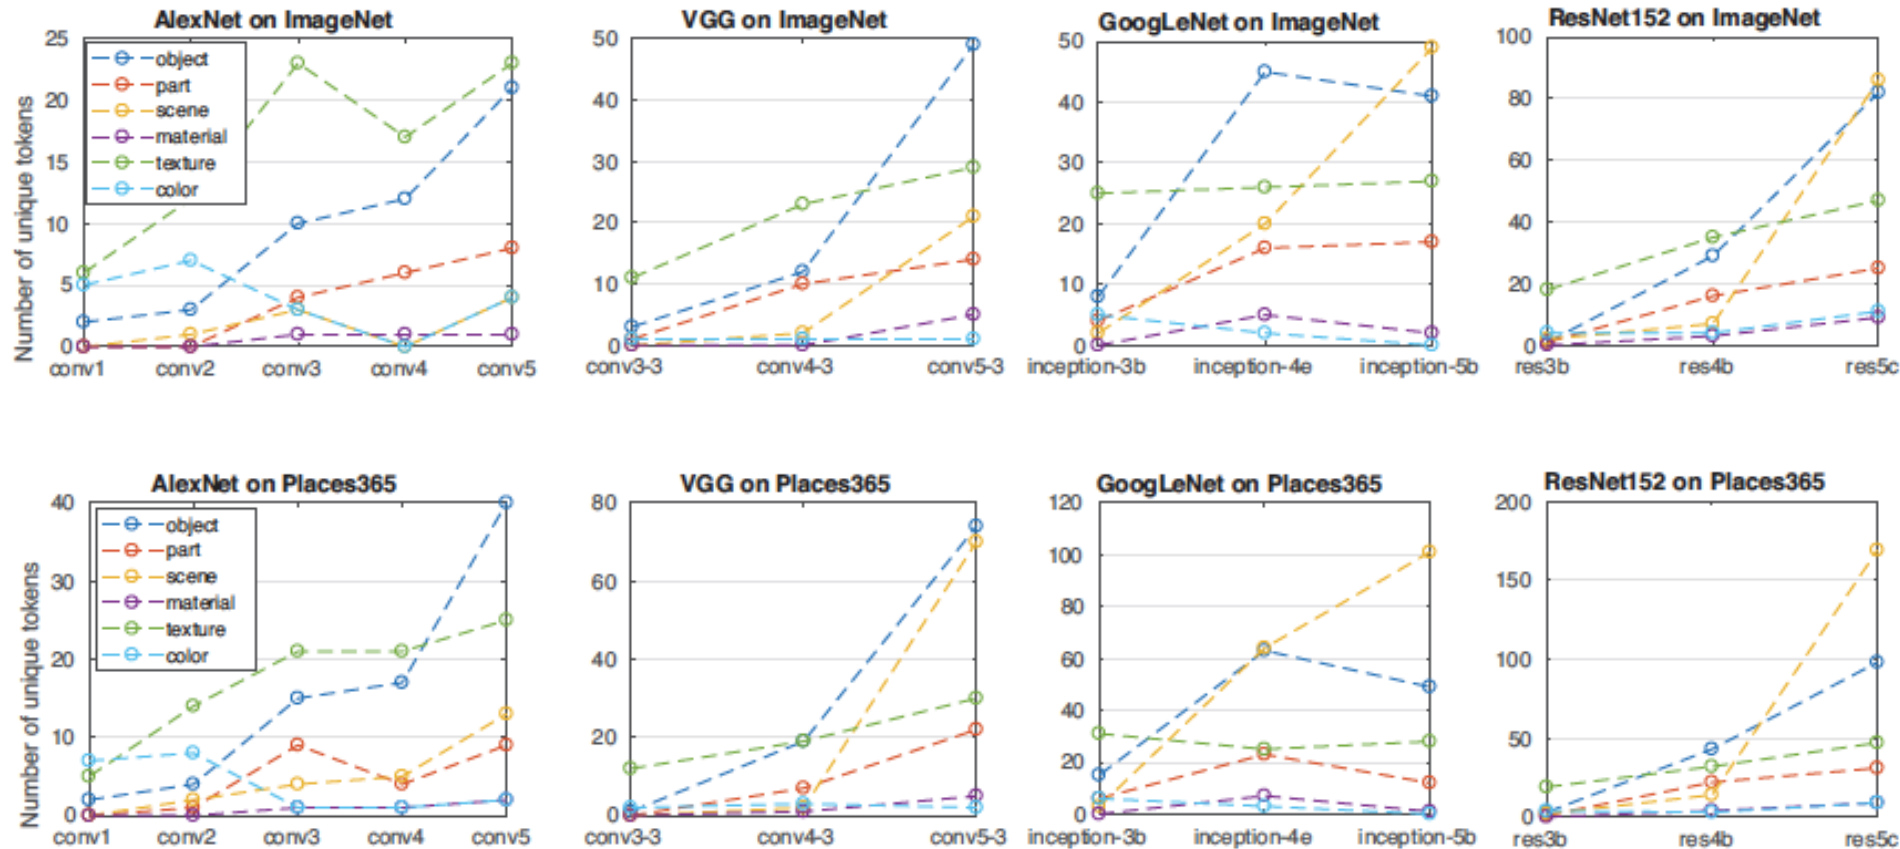 AlexNet on ImageNet
VGG on ImageNet
GoogLeNet on ImageNet
ResNet152 on ImageNet
Number of unique tokens
25
20
15
10
5
0
object
part
scene
material
texture
color
conv1 conv2 conv3 conv4 conv5
50
40
30
20
10
0
conv3-3 conv4-3 conv5-3
50
40
30
20
10
0
inception-3b inception-4e inception-5b
100
80
60
40
20
0
res3b res4b res5c
AlexNet on Places365
VGG on Places365
GoogLeNet on Places365
ResNet152 on Places365
Number of unique tokens
40
30
20
10
0
object
part
scene
material
texture
color
conv1 conv2 conv3 conv4 conv5
80
60
40
20
0
conv3-3 conv4-3 conv5-3
120
100
80
60
40
20
0
inception-3b inception-4e inception-5b
200
150
100
50
0
res3b res4b res5c